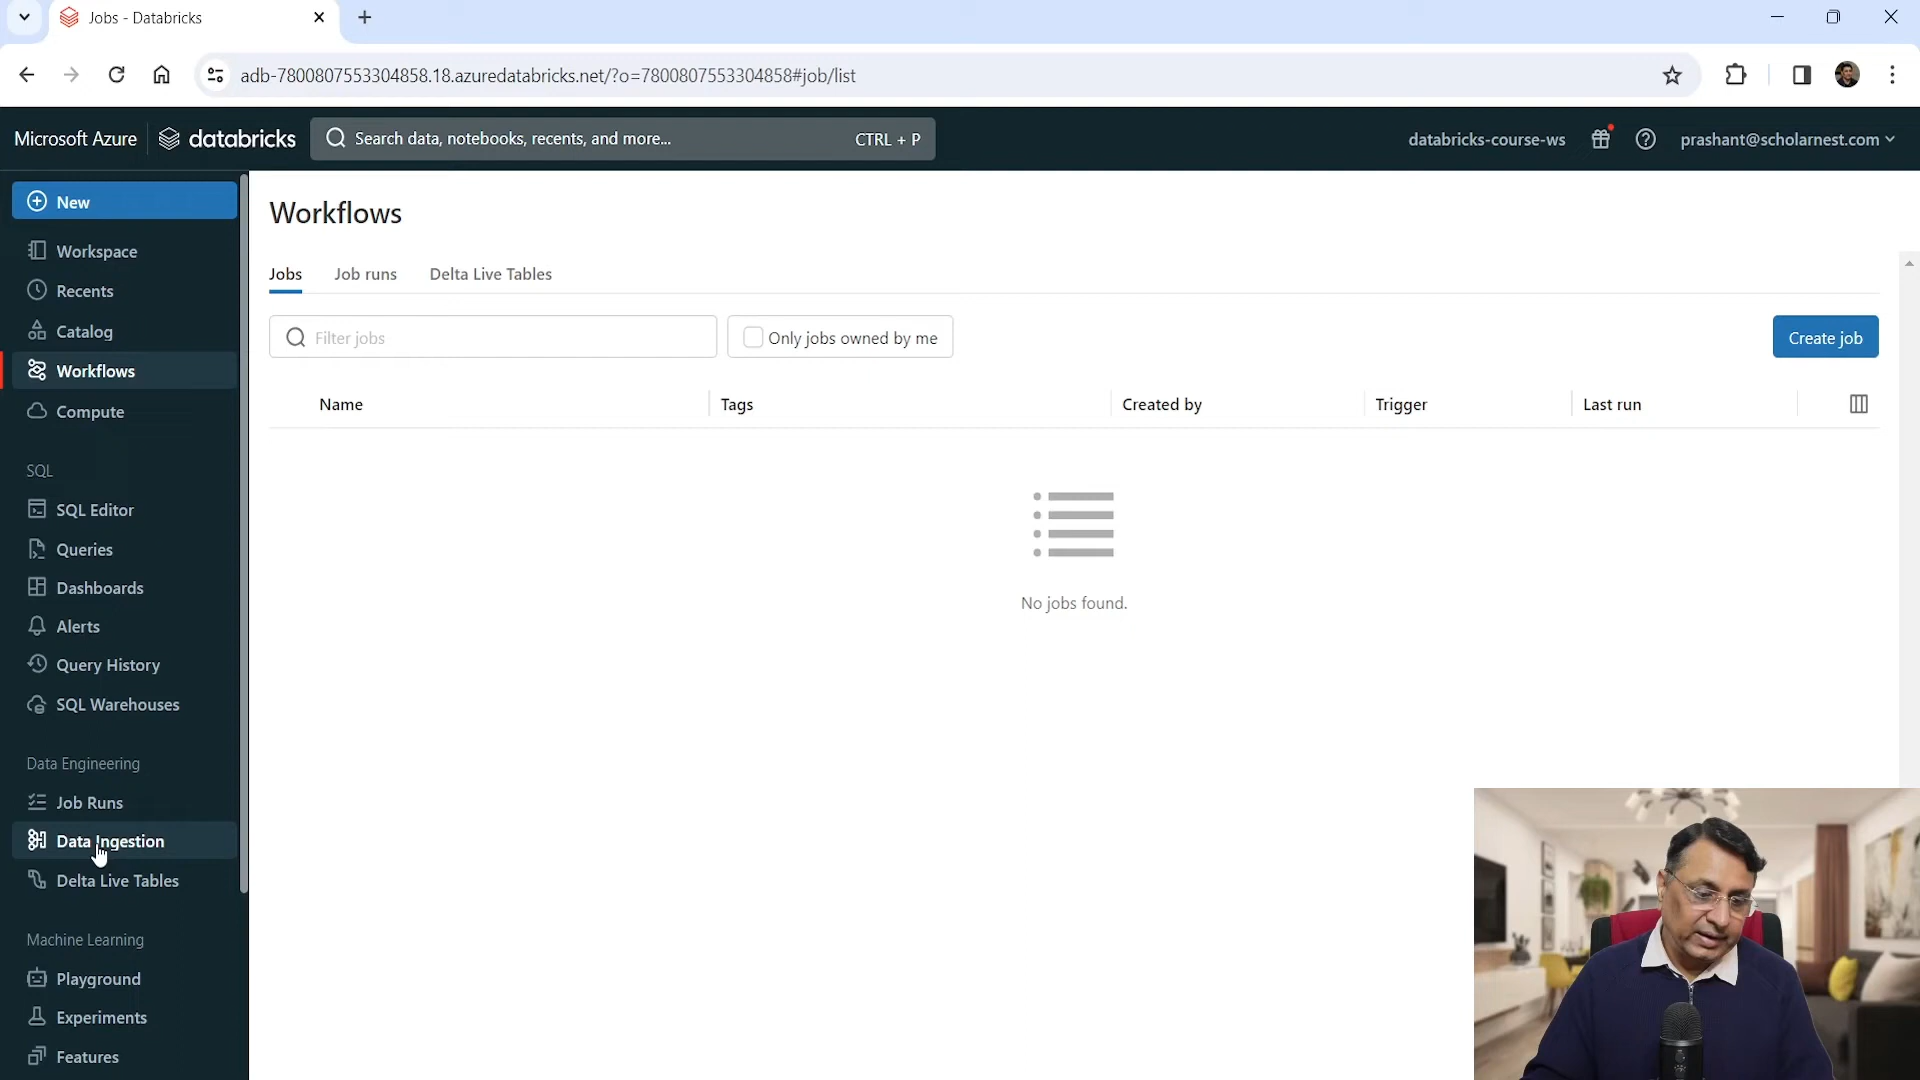 Jobs - Databricks
adb-7800807553304858.18.azuredatabricks.net/?o=7800807553304858#job/list
Microsoft Azure databricks Search data, notebooks, recents, and more... CTRL + P databricks-course-ws prashant@scholarnest.com
New
Workspace
Recents
Catalog
Workflows
Compute
SQL
SQL Editor
Queries
Dashboards
Alerts
Query History
SQL Warehouses
Data Engineering
Job Runs
Data Ingestion
Delta Live Tables
Machine Learning
Playground
Experiments
Features
Workflows
Jobs Job runs Delta Live Tables
Filter jobs Only jobs owned by me Create job
Name Tags Created by Trigger Last run
No jobs found.